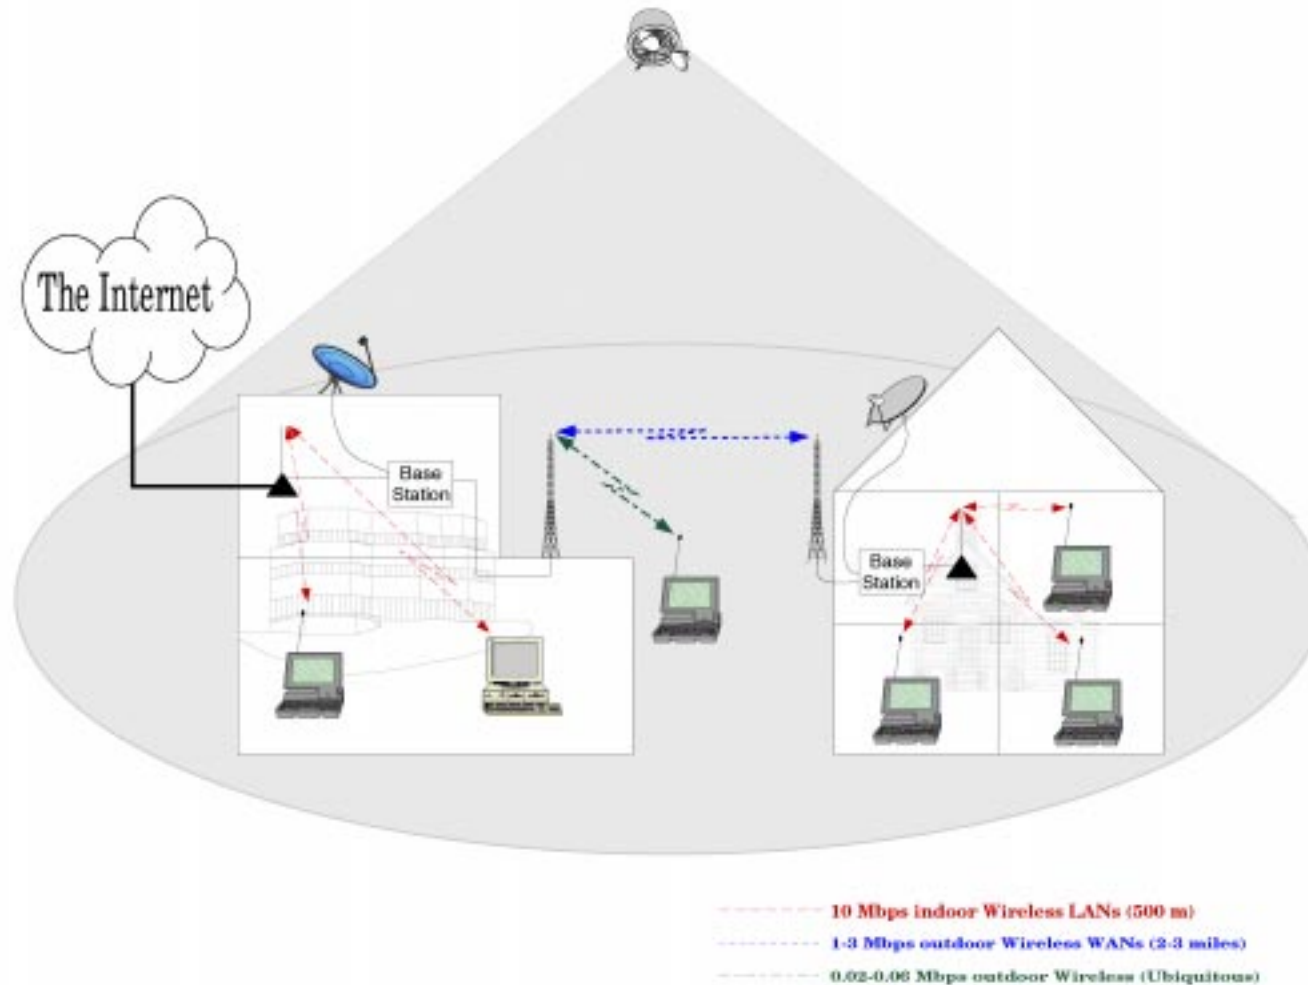 The Internet
Base
Station
Base
Station
10 Mbps indoor Wireless LANs (500 m)
1-3 Mbps outdoor Wireless WANs (2-3 miles)
0.02-0.06 Mbps outdoor Wireless (Ubiquitous)